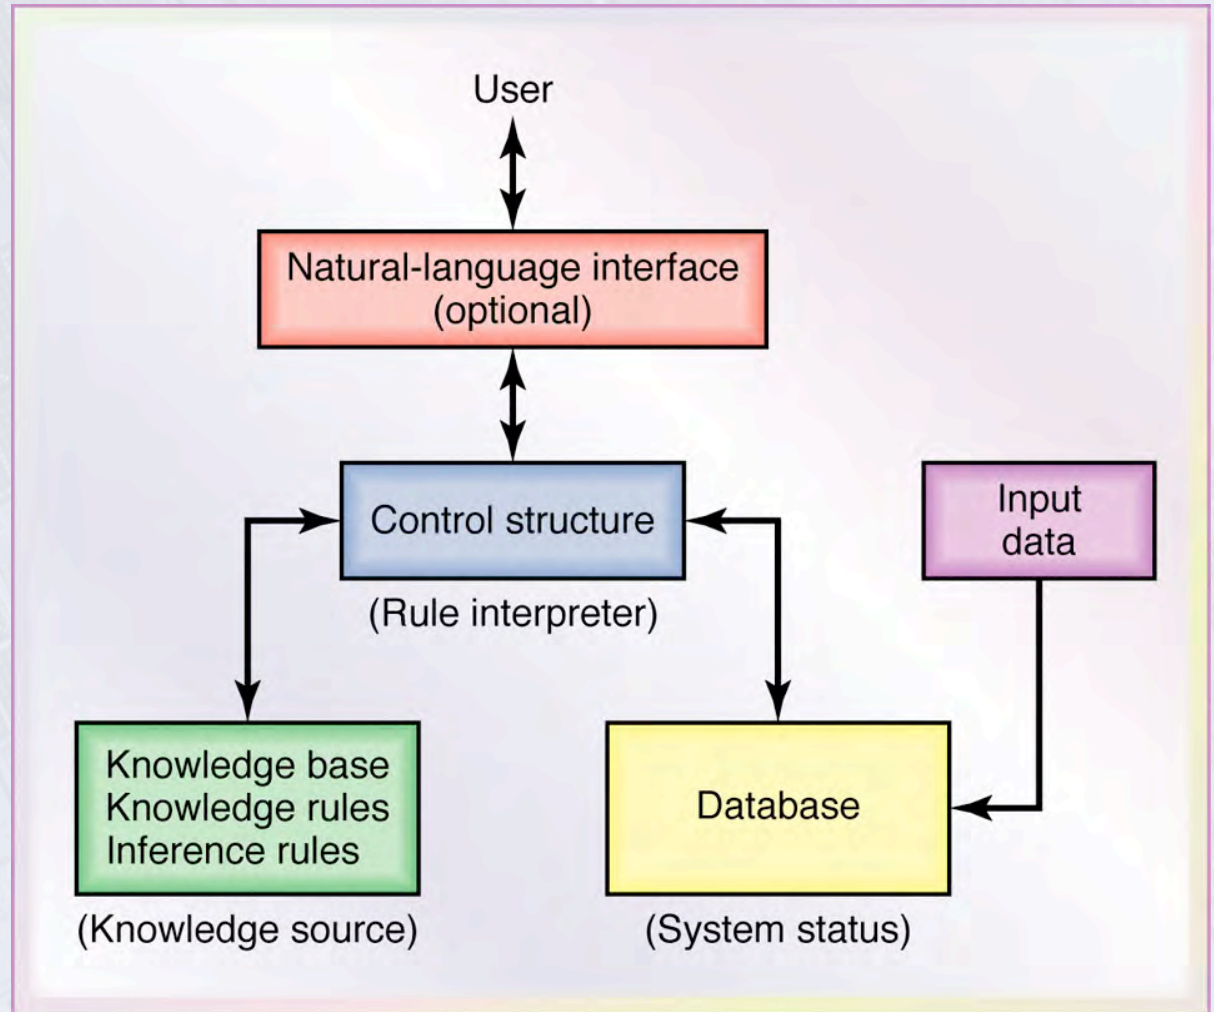 User
Natural-language interface
(optional)
Control structure
(Rule interpreter)
Input
data
Knowledge base
Knowledge rules
Inference rules
(Knowledge source)
Database
(System status)